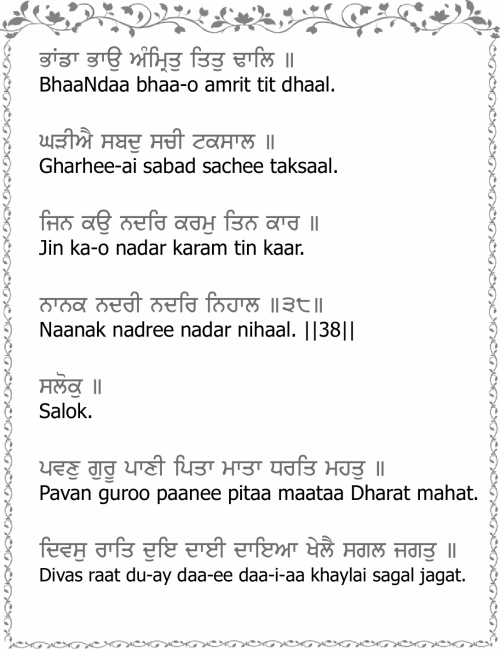 ਭਾਂਡਾ ਭਾਉ ਅੰਮ੍ਰਿਤੁ ਤਿਤੁ ਢਾਲਿ ॥
BhaaNdaa bhaa-o amrit tit dhaal.
ਘੜੀਐ ਸਬਦੁ ਸਚੀ ਟਕਸਾਲ ॥
Gharhee-ai sabad sachee taksaal.
ਜਿਨ ਕਉ ਨਦਰਿ ਕਰਮੁ ਤਿਨ ਕਾਰ ॥
Jin ka-o nadar karam tin kaar.
ਨਾਨਕ ਨਦਰੀ ਨਦਰਿ ਨਿਹਾਲ ॥੩੮॥
Naanak nadree nadar nihaal. ||38||
ਸਲੋਕੁ ॥
Salok.
ਪਵਣੁ ਗੁਰੂ ਪਾਣੀ ਪਿਤਾ ਮਾਤਾ ਧਰਤਿ ਮਹਤੁ ॥
Pavan guroo paanee pitaa maataa Dharat mahat.
ਦਿਵਸੁ ਰਾਤਿ ਦੁਇ ਦਾਈ ਦਾਇਆ ਖੇਲੈ ਸਗਲ ਜਗਤੁ ॥
Divas raat du-ay daa-ee daa-i-aa khaylai sagal jagat.